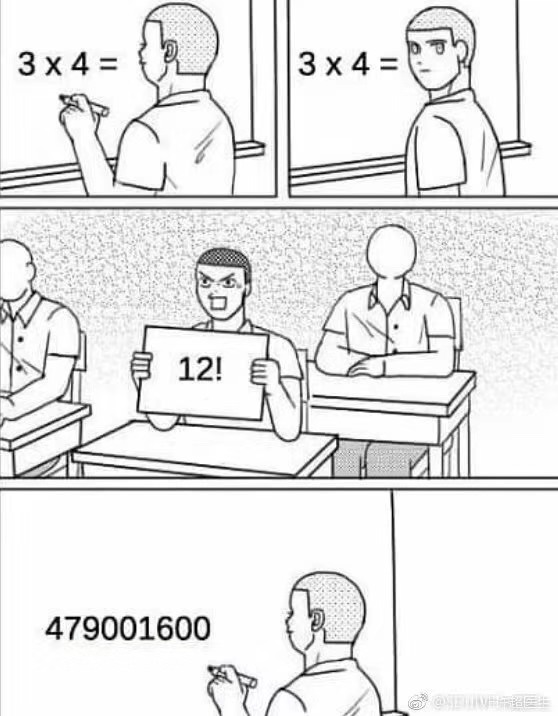 3 x 4 =
3 x 4 =
12!
479001600